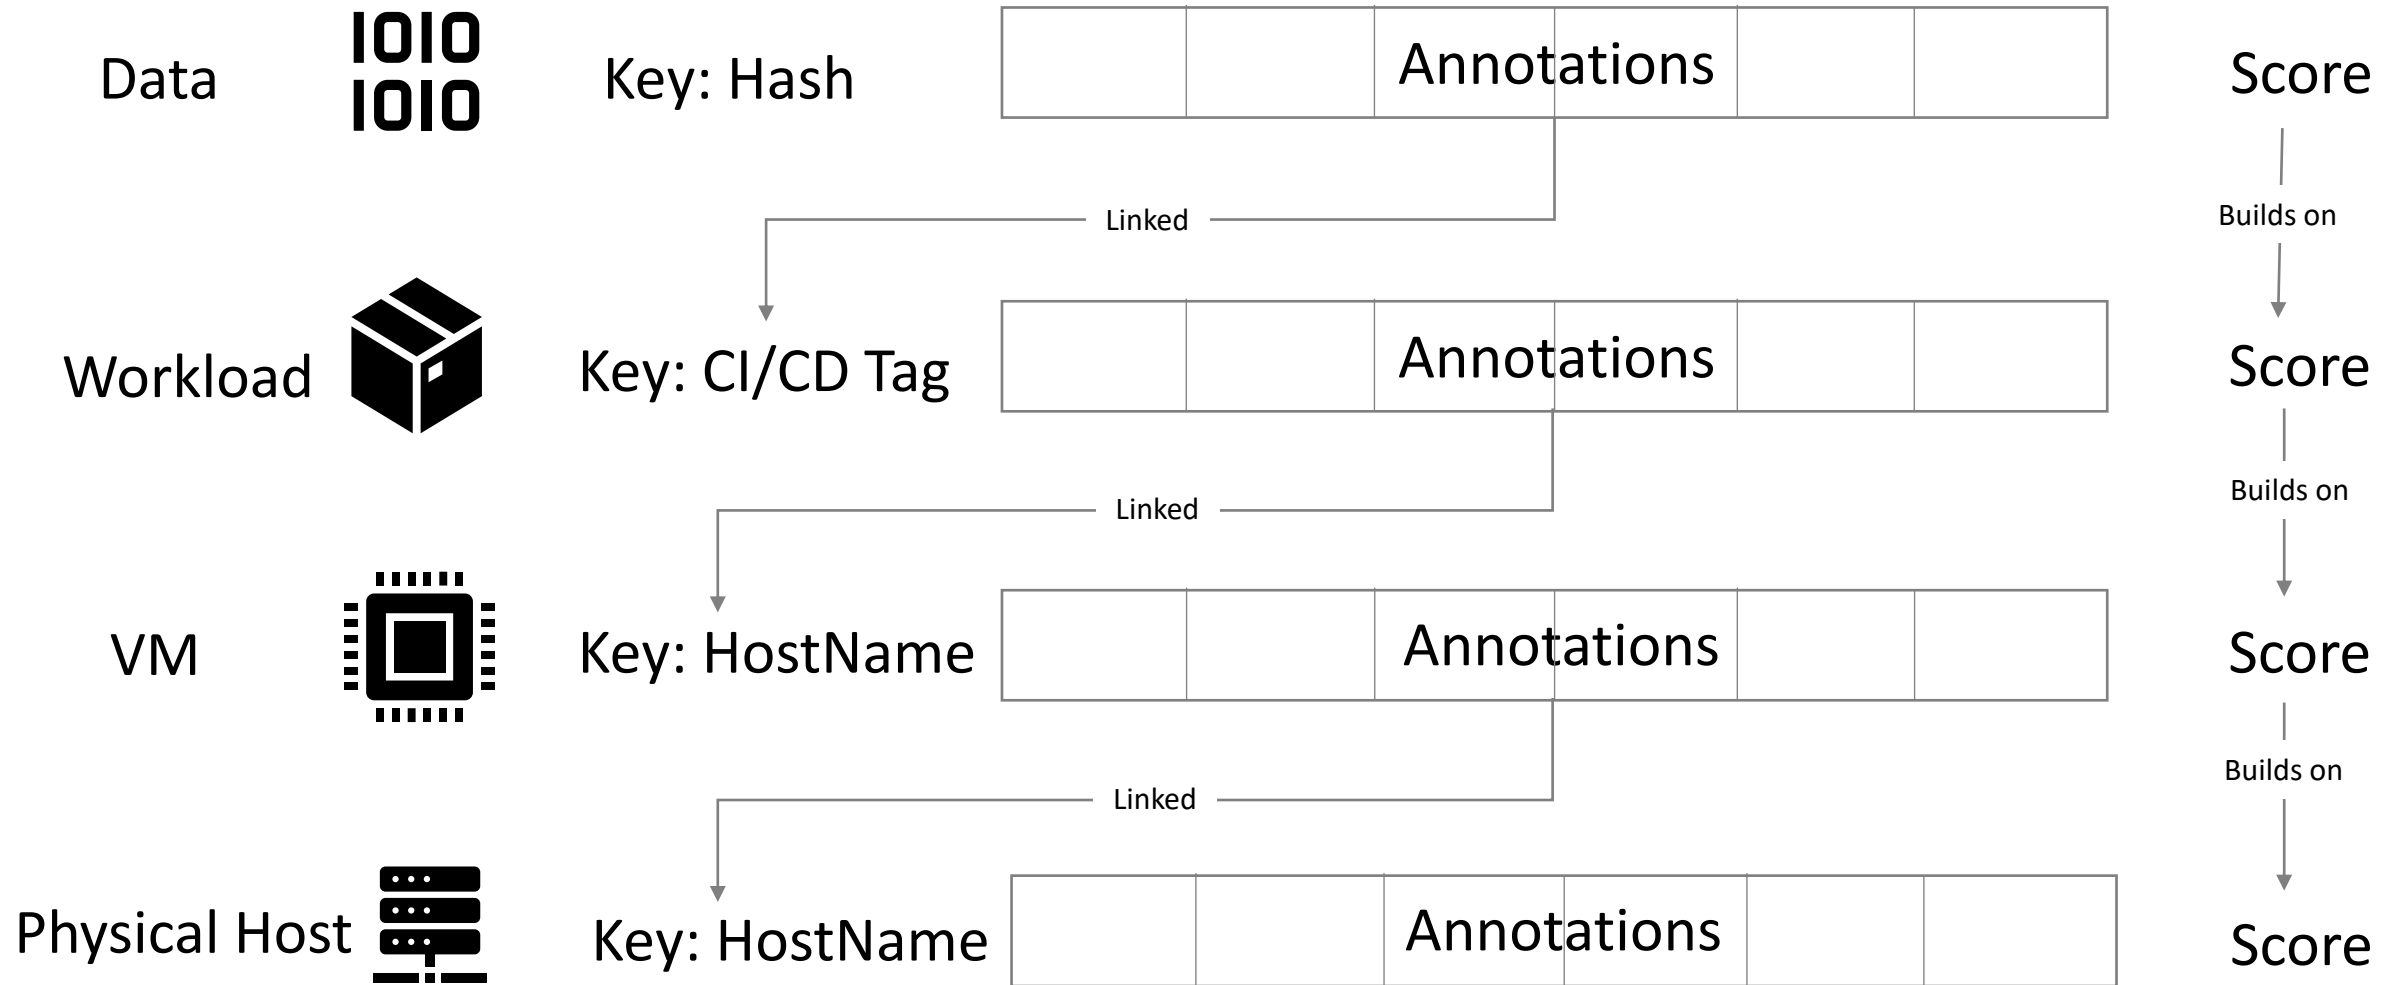 Data
1010
1010
Key: Hash
Annotations
Score
Linked
Builds on
Workload
Key: CI/CD Tag
Annotations
Score
Linked
Builds on
VM
Key: HostName
Annotations
Score
Linked
Builds on
Physical Host
Key: HostName
Annotations
Score